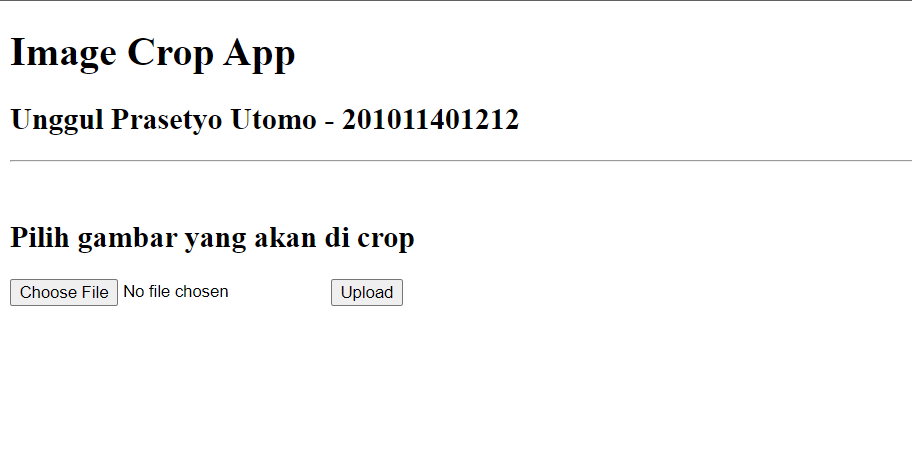 Image Crop App
Unggul Prasetyo Utomo - 201011401212
Pilih gambar yang akan di crop
Choose File No file chosen Upload